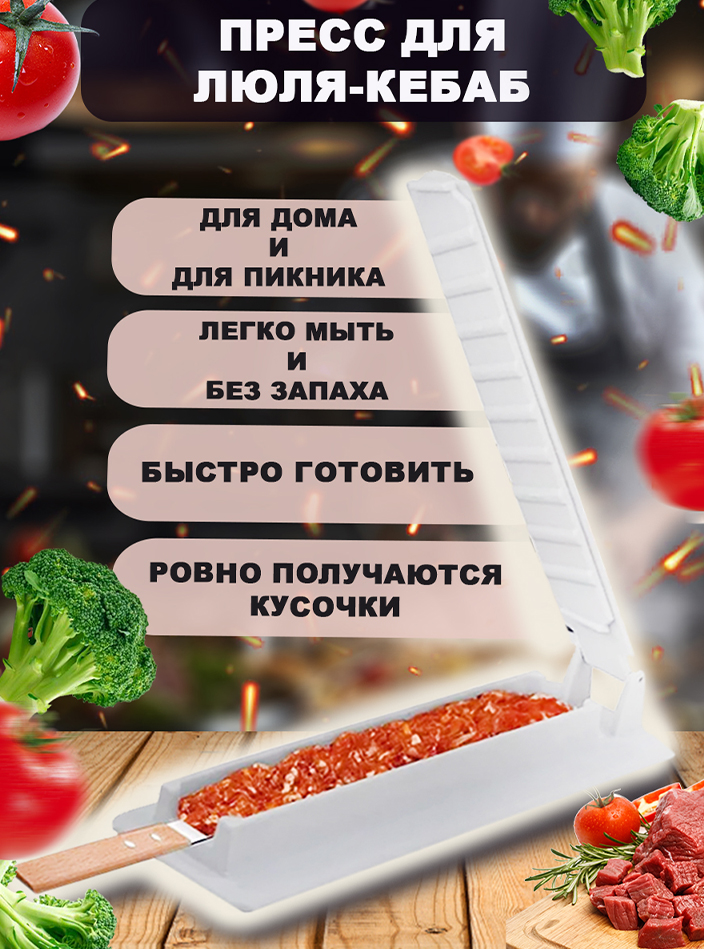 ПРЕСС ДЛЯ
ЛЮЛЯ-КЕБАБ
ДЛЯ ДОМА
И
ДЛЯ ПИКНИКА
ЛЕГКО МЫТЬ
И
БЕЗ ЗАПАХА
БЫСТРО ГОТОВИТЬ
РОВНО ПОЛУЧАЮТСЯ
КУСОЧКИ